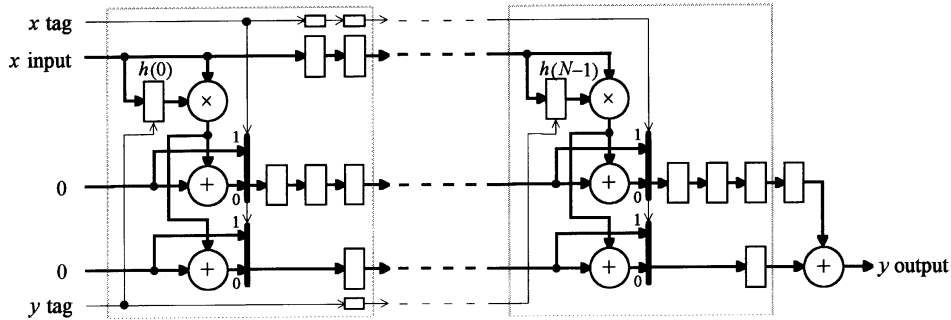 x tag
x input
h(0)
h(N–1)
×
×
1
1
0
+
+
0
0
1
1
0
+
+
+
y output
0
0
y tag